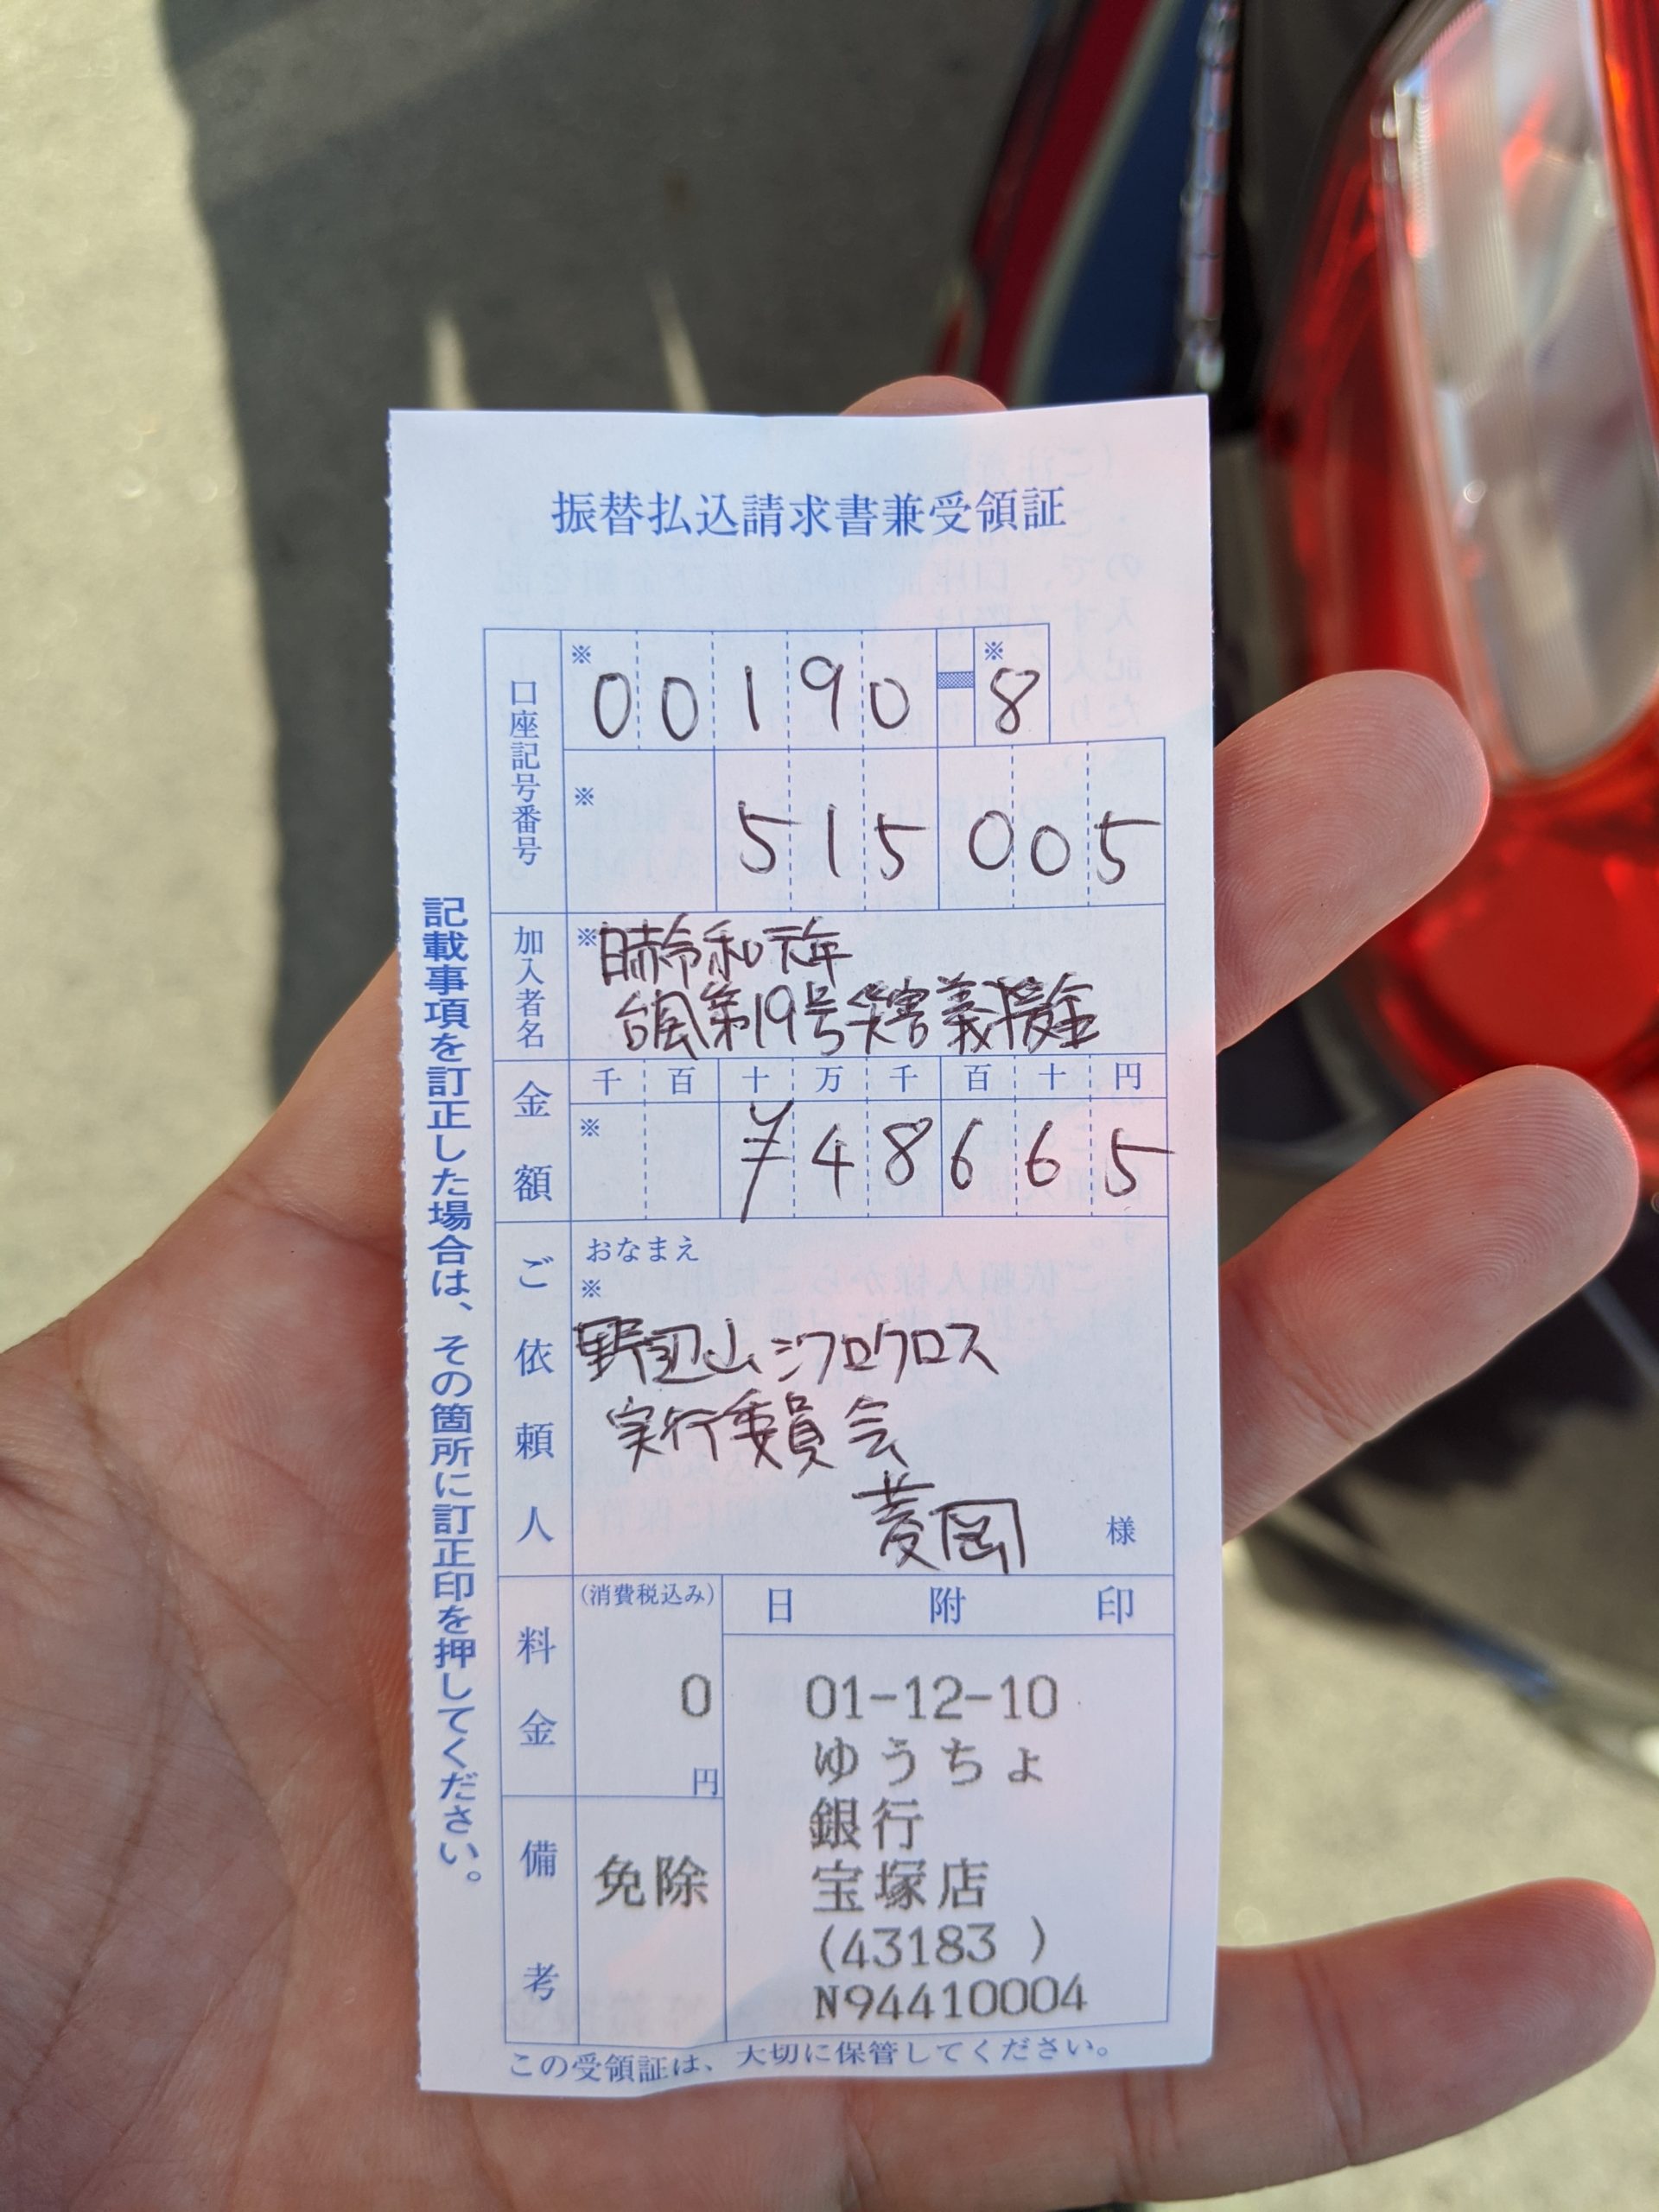 振替払込請求書兼受領証
口座記号番号
※ 00190-8
※ 515005
加入者名
※日赤令和元年
台風第19号災害義援金
金額
千 百 十 万 千 百 十 円
※ ¥48665
ご依頼人
おなまえ
※
野辺山シクロクロス
実行委員会
菱岡 様
料金
(消費税込み)
0
円
日附印
01-12-10
ゆうちょ
銀行
宝塚店
(43183 )
N94410004
備考
免除
この受領証は、大切に保管してください。
記載事項を訂正した場合は、その箇所に訂正印を押してください。